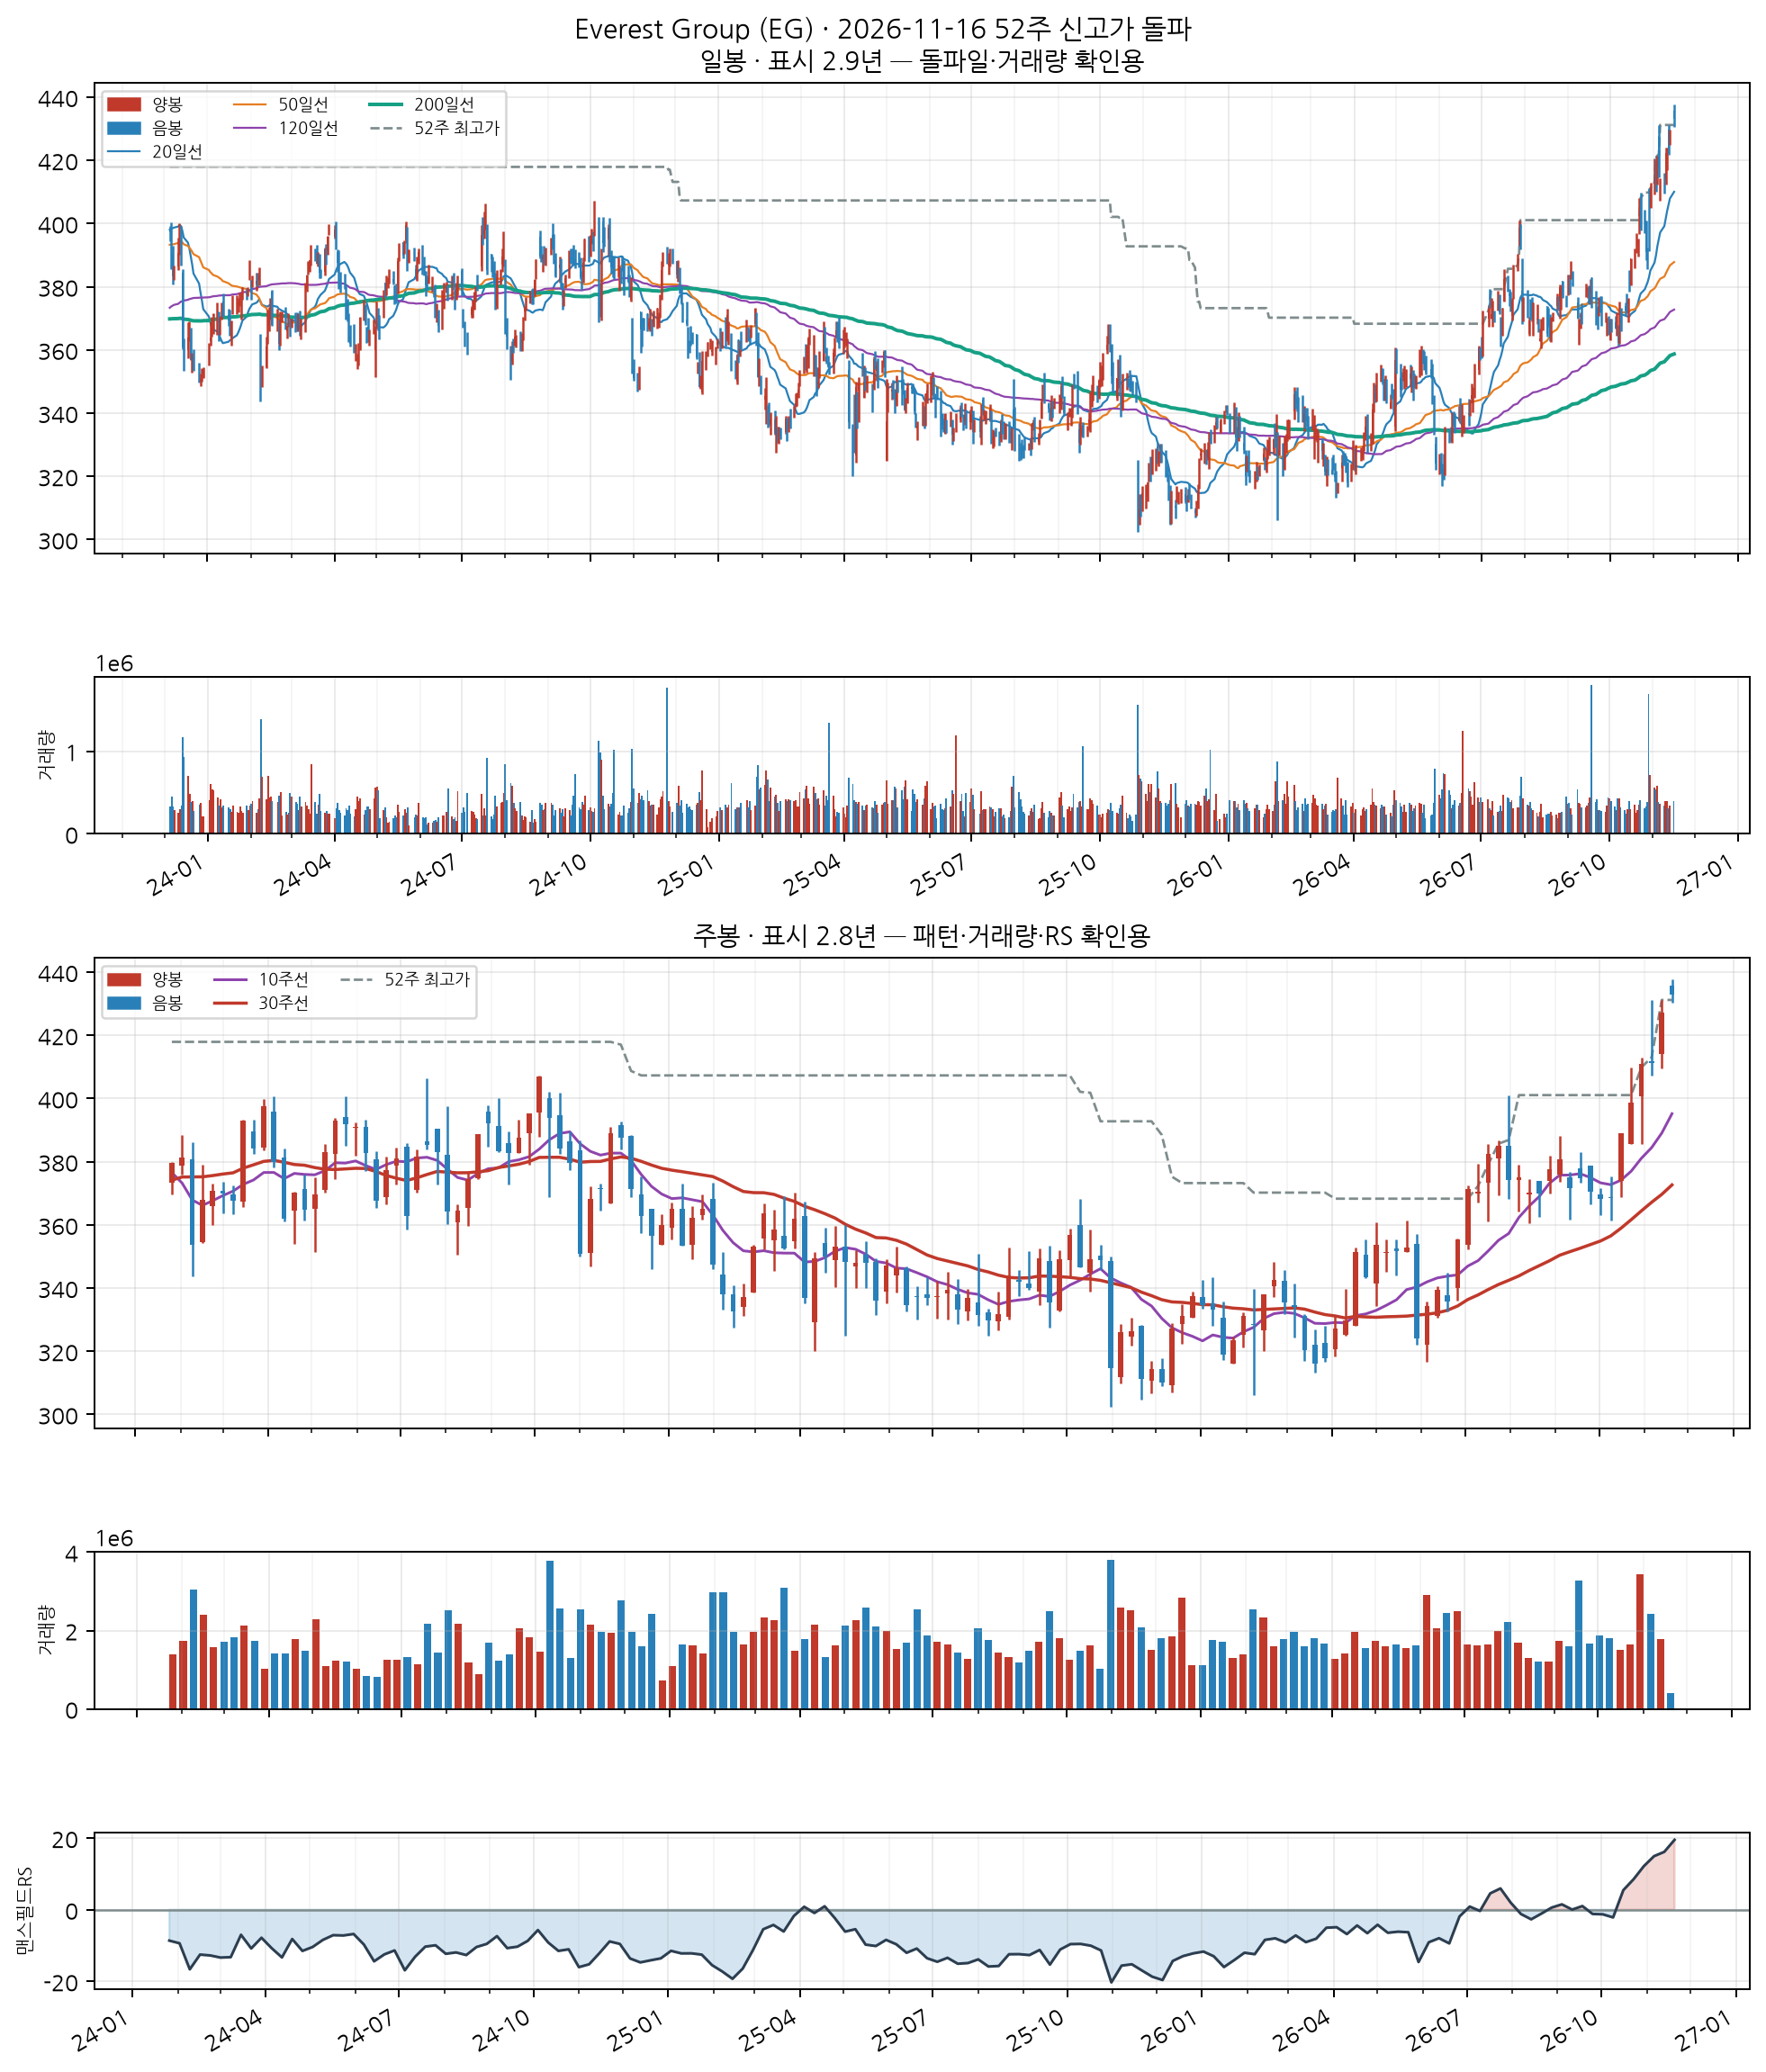 Everest Group (EG) · 2026-11-16 52주 신고가 돌파
일봉 · 표시 2.9년 — 돌파일·거래량 확인용
양봉
음봉
20일선
50일선
120일선
200일선
52주 최고가
440
420
400
380
360
340
320
300
1e6
거래량
1
0
24-01
24-04
24-07
24-10
25-01
25-04
25-07
25-10
26-01
26-04
26-07
26-10
27-01
주봉 · 표시 2.8년 — 패턴·거래량·RS 확인용
양봉
음봉
10주선
30주선
52주 최고가
440
420
400
380
360
340
320
300
1e6
거래량
4
2
0
맨스필드RS
20
0
-20
24-01
24-04
24-07
24-10
25-01
25-04
25-07
25-10
26-01
26-04
26-07
26-10
27-01